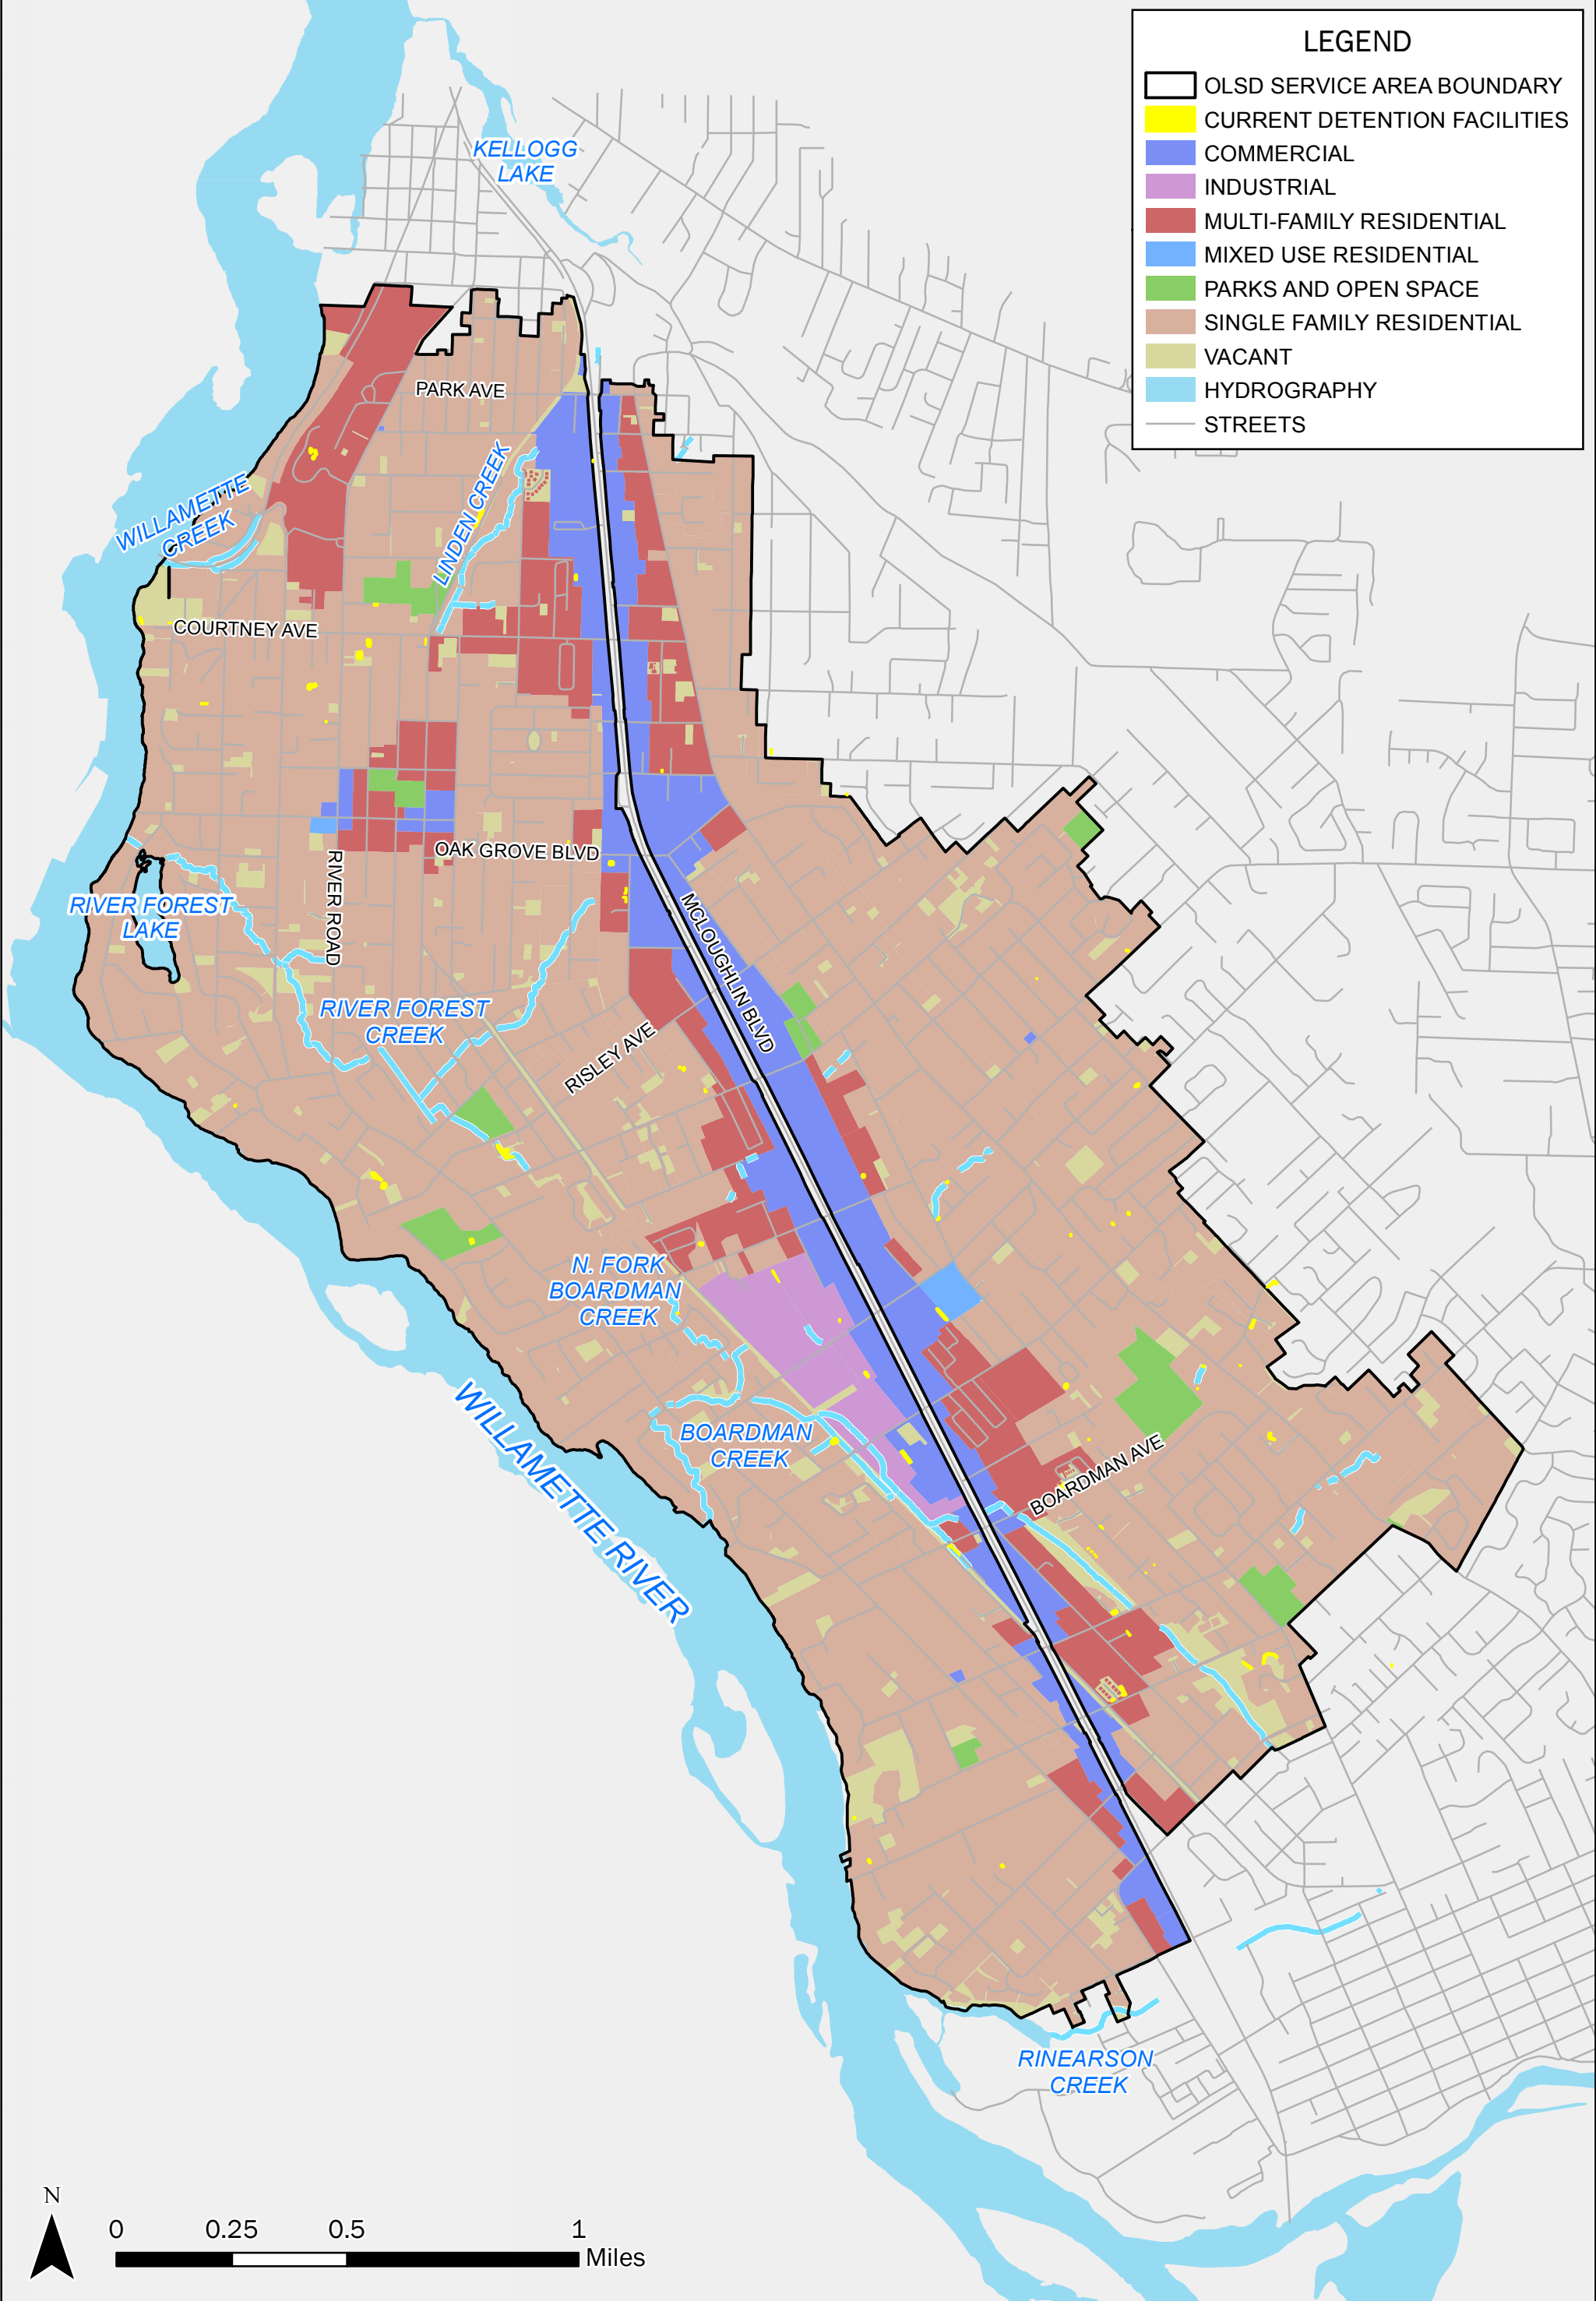 LEGEND
OLSD SERVICE AREA BOUNDARY
CURRENT DETENTION FACILITIES
COMMERCIAL
INDUSTRIAL
MULTI-FAMILY RESIDENTIAL
MIXED USE RESIDENTIAL
PARKS AND OPEN SPACE
SINGLE FAMILY RESIDENTIAL
VACANT
HYDROGRAPHY
STREETS
KELLOGG
LAKE
PARK AVE
LINDEN CREEK
WILLAMETTE
CREEK
COURTNEY AVE
OAK GROVE BLVD
RIVER ROAD
RIVER FOREST
LAKE
MCLOUGHLIN BLVD
RIVER FOREST
CREEK
RISLEY AVE
N. FORK
BOARDMAN
CREEK
WILLAMETTE RIVER
BOARDMAN
CREEK
BOARDMAN AVE
RINEARSON
CREEK
N
0 0.25 0.5 1
Miles